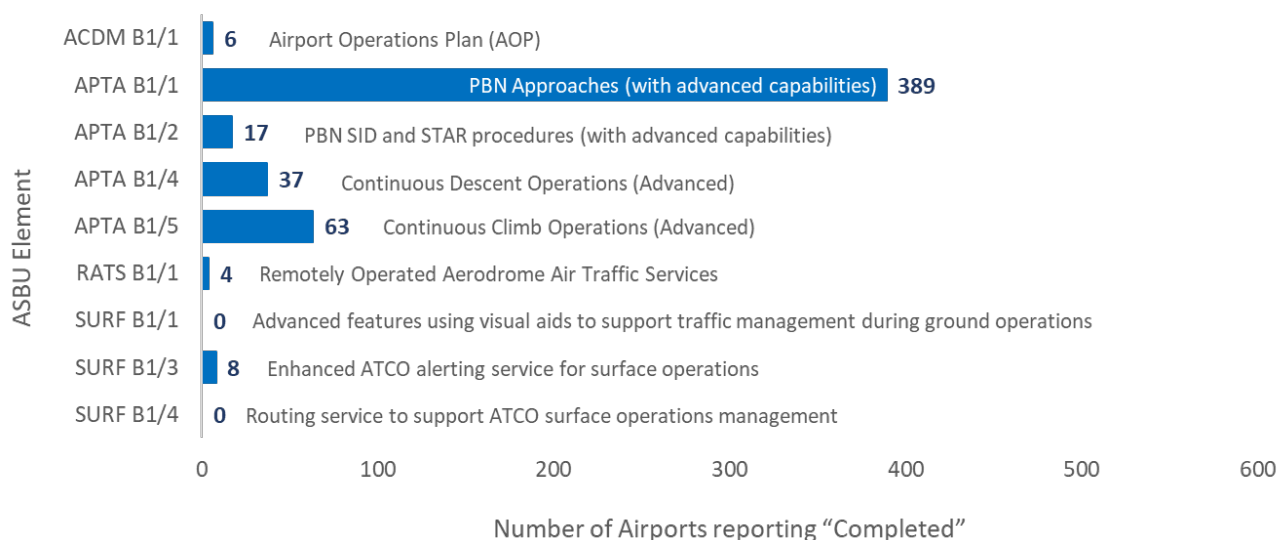 ASBU Element
ACDM B1/1 6 Airport Operations Plan (AOP)
APTA B1/1 PBN Approaches (with advanced capabilities) 389
APTA B1/2 17 PBN SID and STAR procedures (with advanced capabilities)
APTA B1/4 37 Continuous Descent Operations (Advanced)
APTA B1/5 63 Continuous Climb Operations (Advanced)
RATS B1/1 4 Remotely Operated Aerodrome Air Traffic Services
SURF B1/1 0 Advanced features using visual aids to support traffic management during ground operations
SURF B1/3 8 Enhanced ATCO alerting service for surface operations
SURF B1/4 0 Routing service to support ATCO surface operations management
0 100 200 300 400 500 600
Number of Airports reporting “Completed”